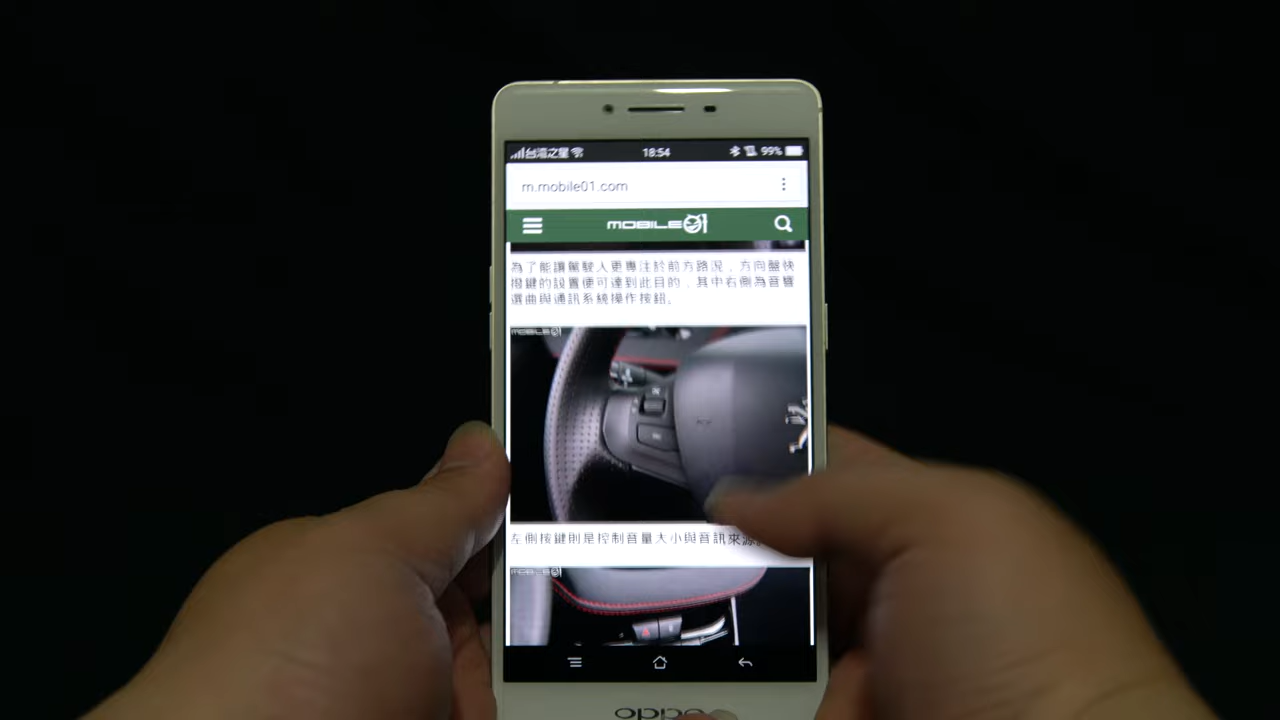 台灣之星
18:54
99%
m.mobile01.com
MOBILE01
為了能讓駕駛人更專注於前方路況，方向盤快
撥鍵的設置便可達到此目的，其中右側為音響
選曲與通訊系統操作按鈕。
MOBILE01
左側按鍵則是控制音量大小與音訊來源
MOBILE01
oppo